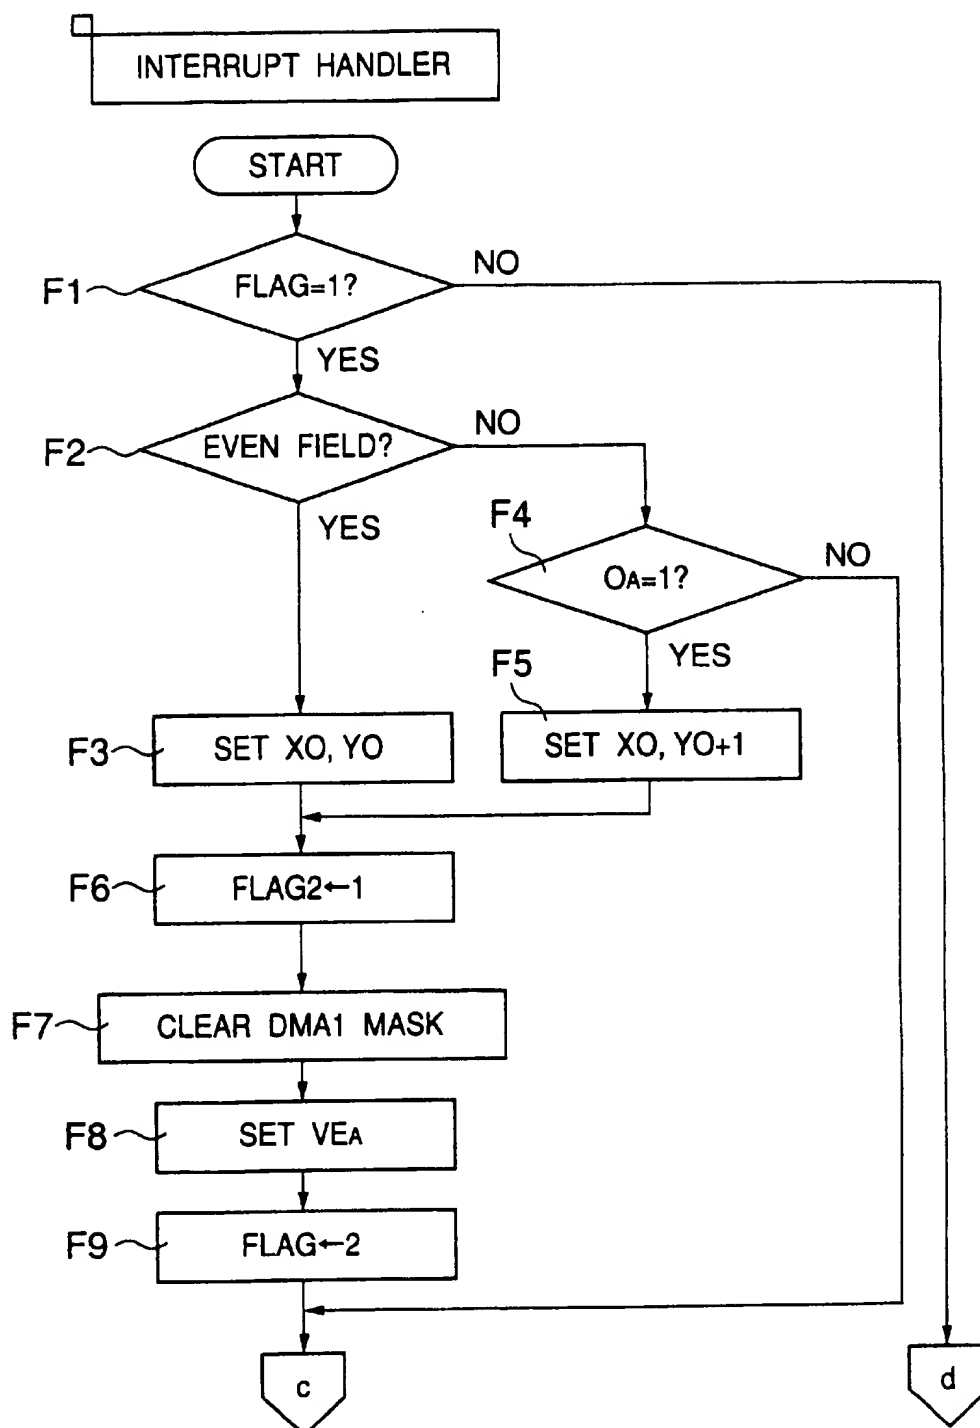 INTERRUPT HANDLER
START
F1
FLAG=1?
NO
YES
F2
EVEN FIELD?
NO
YES
F4
OA=1?
NO
YES
F5
F3
SET XO, YO
SET XO, YO+1
F6
FLAG2←1
F7
CLEAR DMA1 MASK
F8
SET VEA
F9
FLAG←2
c
d